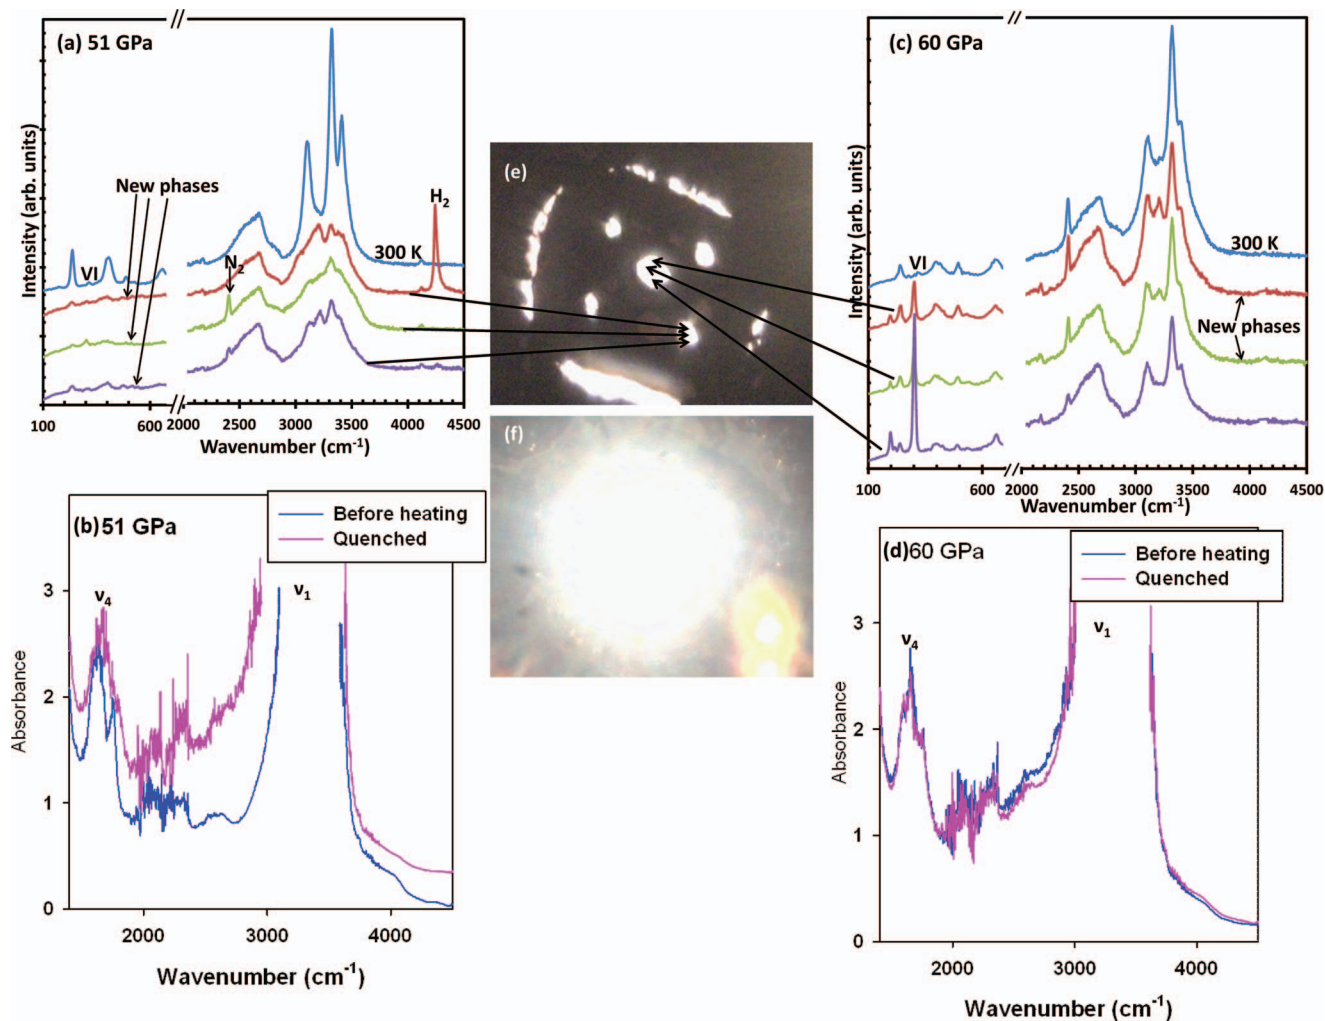 (a) 51 GPa
//
Intensity (arb. units)
New phases
H2
VI
N2
300 K
100
600
//
2000
2500
3000
3500
4000
4500
Wavenumber (cm-1)
(e)
(f)
(c) 60 GPa
//
Intensity (arb. units)
300 K
VI
New phases
100
600
//
2000
2500
3000
3500
4000
4500
Wavenumber (cm-1)
(b) 51 GPa
Before heating
Quenched
ν4
ν1
3
2
1
0
Absorbance
2000
3000
4000
Wavenumber (cm-1)
(d) 60 GPa
Before heating
Quenched
ν4
ν1
3
2
1
0
Absorbance
2000
3000
4000
Wavenumber (cm-1)